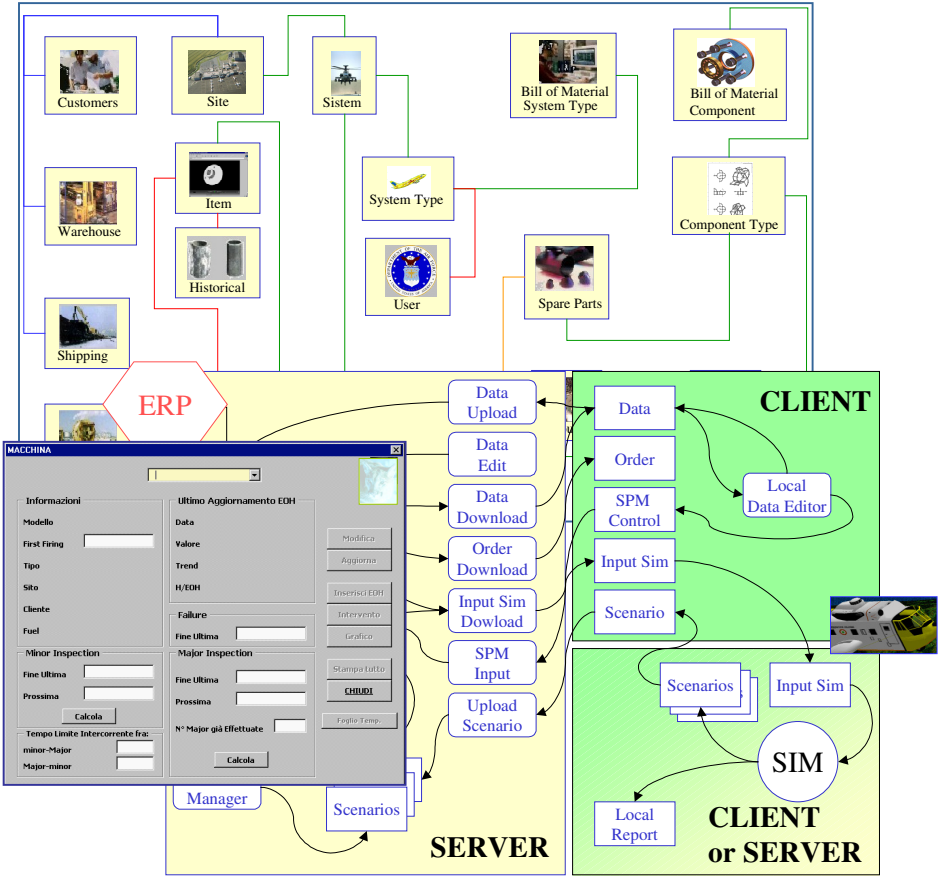 Customers
Site
Sistem
Bill of Material
System Type
Bill of Material
Component
Warehouse
Item
System Type
Component Type
Historical
User
Spare Parts
Shipping
ERP
Data
Upload
Data
Edit
Data
Download
Order
Download
Input Sim
Dowload
SPM
Input
Upload
Scenario
Manager
Scenarios
SERVER
CLIENT
Data
Order
SPM
Control
Input Sim
Scenario
Local
Data Editor
Scenarios
Input Sim
SIM
Local
Report
CLIENT
or SERVER
MACCHINA
Informazioni
Modello
First Firing
Tipo
Sito
Cliente
Fuel
Ultimo Aggiornamento EOH
Data
Valore
Trend
H/EOH
Failure
Fine Ultima
Minor Inspection
Fine Ultima
Prossima
Calcola
Major Inspection
Fine Ultima
Prossima
N° Major già Effettuate
Calcola
Tempo Limite Intercorrente fra:
minor-Major
Major-minor
Modifica
Aggiorna
Inserisci EOH
Intervento
Grafico
Stampa tutto
CHIUDI
Foglio Temp.